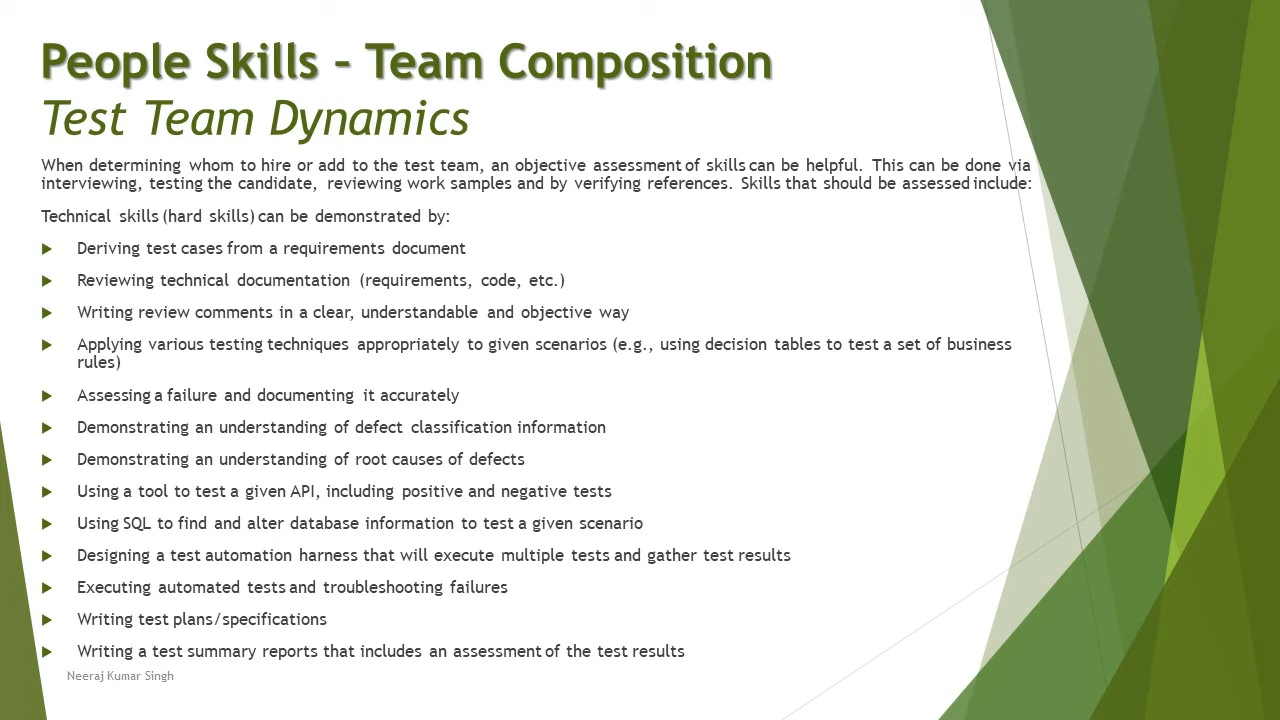 People Skills – Team Composition
Test Team Dynamics
When determining whom to hire or add to the test team, an objective assessment of skills can be helpful. This can be done via
interviewing, testing the candidate, reviewing work samples and by verifying references. Skills that should be assessed include:
Technical skills (hard skills) can be demonstrated by:
Deriving test cases from a requirements document
Reviewing technical documentation (requirements, code, etc.)
Writing review comments in a clear, understandable and objective way
Applying various testing techniques appropriately to given scenarios (e.g., using decision tables to test a set of business
rules)
Assessing a failure and documenting it accurately
Demonstrating an understanding of defect classification information
Demonstrating an understanding of root causes of defects
Using a tool to test a given API, including positive and negative tests
Using SQL to find and alter database information to test a given scenario
Designing a test automation harness that will execute multiple tests and gather test results
Executing automated tests and troubleshooting failures
Writing test plans/specifications
Writing a test summary reports that includes an assessment of the test results
Neeraj Kumar Singh